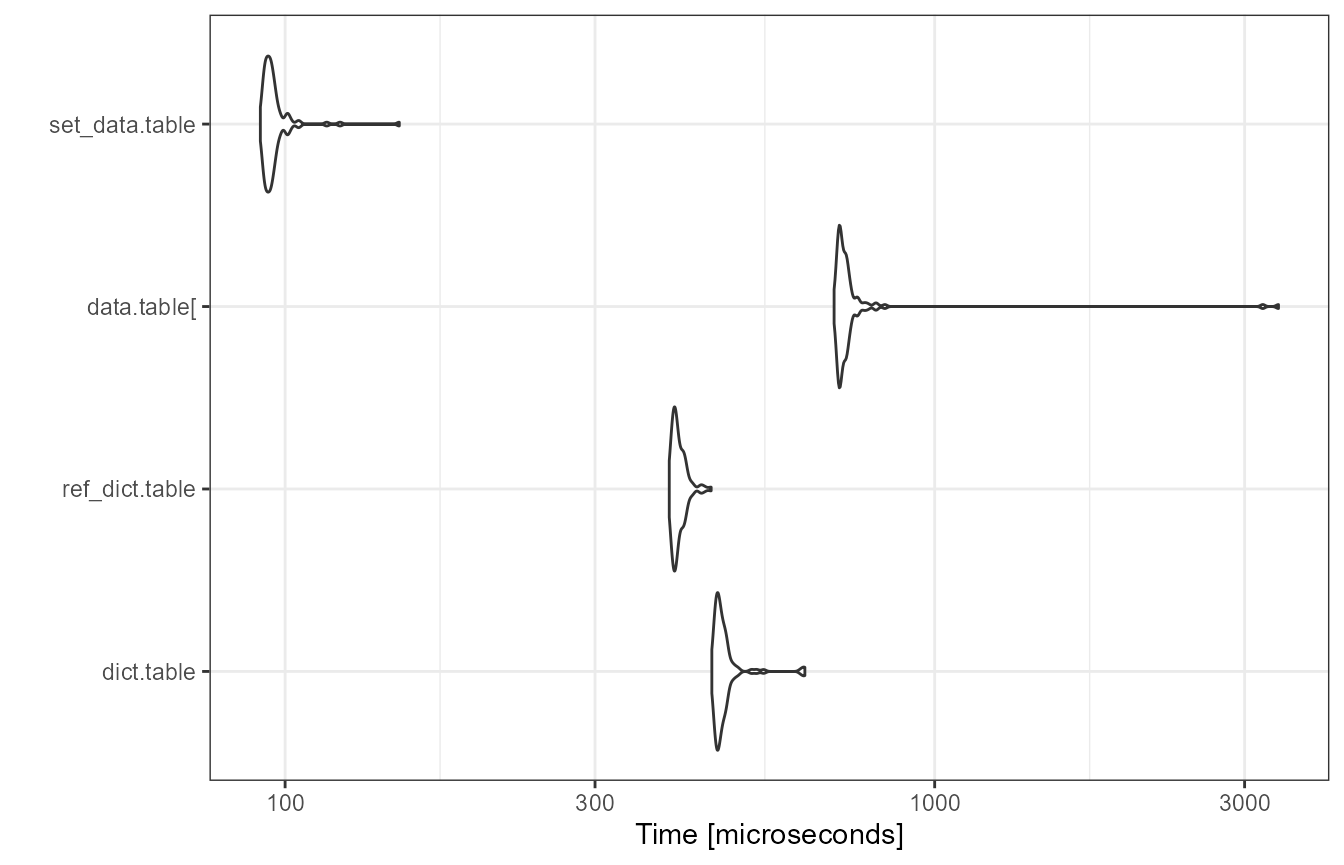 set_data.table
data.table[
ref_dict.table
dict.table
100 300 1000 3000
Time [microseconds]